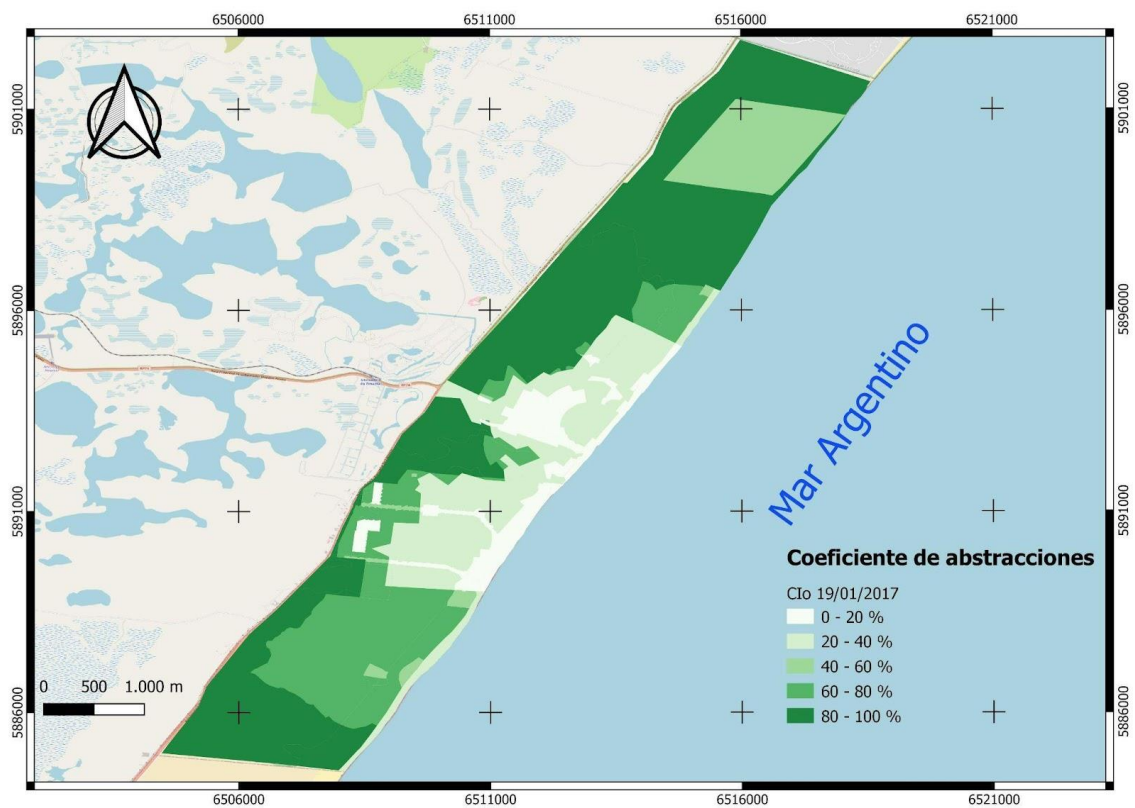 6506000 6511000 6516000 6521000
5901000 5901000
5896000 5896000
Mar Argentino
5891000 5891000
Coeficiente de abstracciones
CIo 19/01/2017
0 - 20 %
20 - 40 %
40 - 60 %
60 - 80 %
80 - 100 %
0 500 1.000 m
5886000 5886000
6506000 6511000 6516000 6521000